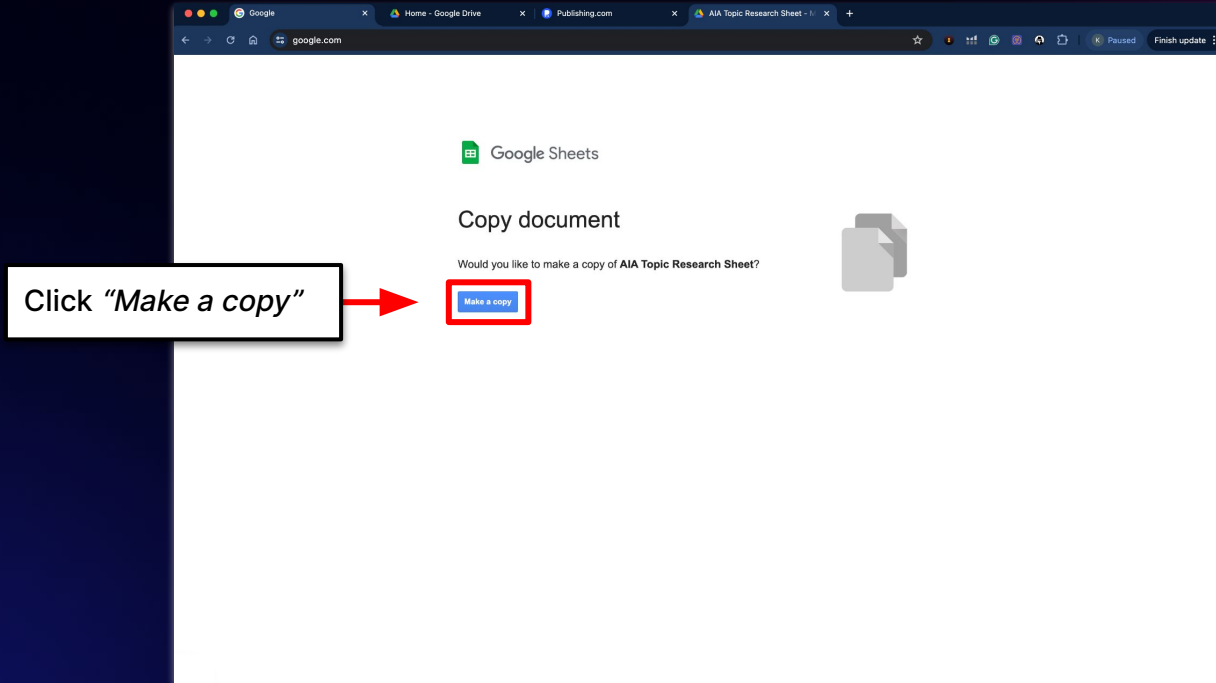 Google
Home - Google Drive
Publishing.com
AIA Topic Research Sheet - M
google.com
K Paused
Finish update
Google Sheets
Copy document
Would you like to make a copy of AIA Topic Research Sheet?
Click "Make a copy"
Make a copy